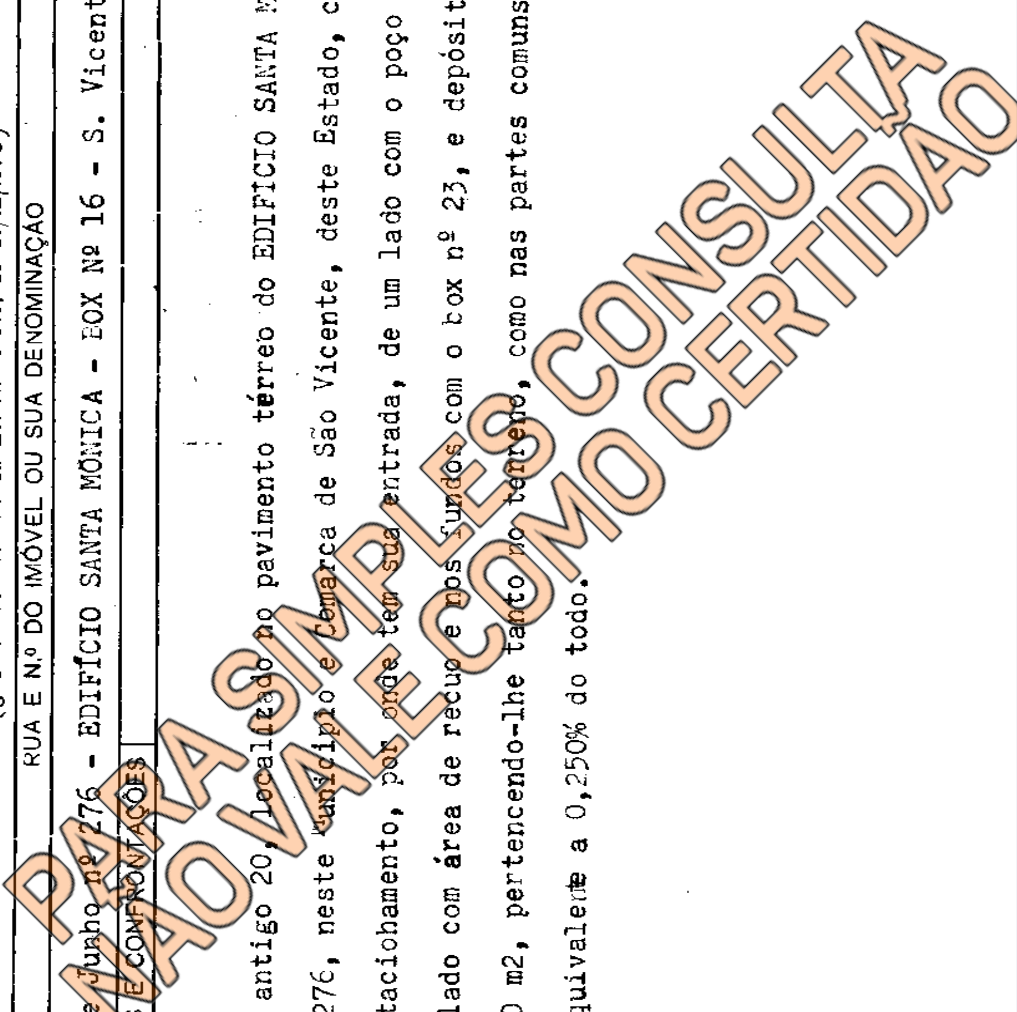 RUA E N.º DO IMÓVEL OU SUA DENOMINAÇÃO
Junho nº 276 - EDIFÍCIO SANTA MÔNICA - BOX Nº 16 - S. Vicent
E CONFRONTAÇÕES
antigo 20, localizado no pavimento térreo do EDIFICIO SANTA M
276, neste Município e Comarca de São Vicente, deste Estado, c
taciohamento, por onde tem sua entrada, de um lado com o poço
lado com área de recuo e nos fundos com o box nº 23, e depósit
m2, pertencendo-lhe tanto no terreno, como nas partes comuns
quivalente a 0,250% do todo.
PARA SIMPLES CONSULTA
NÃO VALE COMO CERTIDÃO